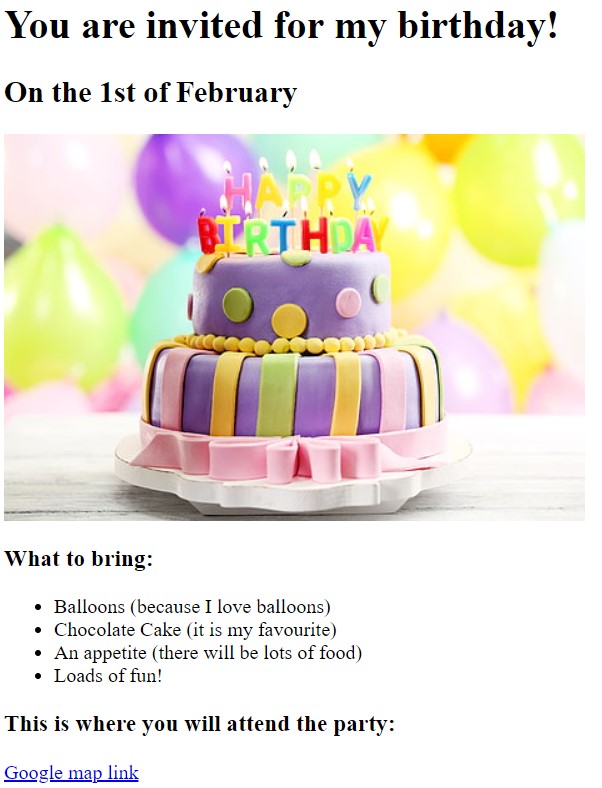 You are invited for my birthday!
On the 1st of February
HAPPY
BIRTHDAY
What to bring:
Balloons (because I love balloons)
Chocolate Cake (it is my favourite)
An appetite (there will be lots of food)
Loads of fun!
This is where you will attend the party:
Google map link